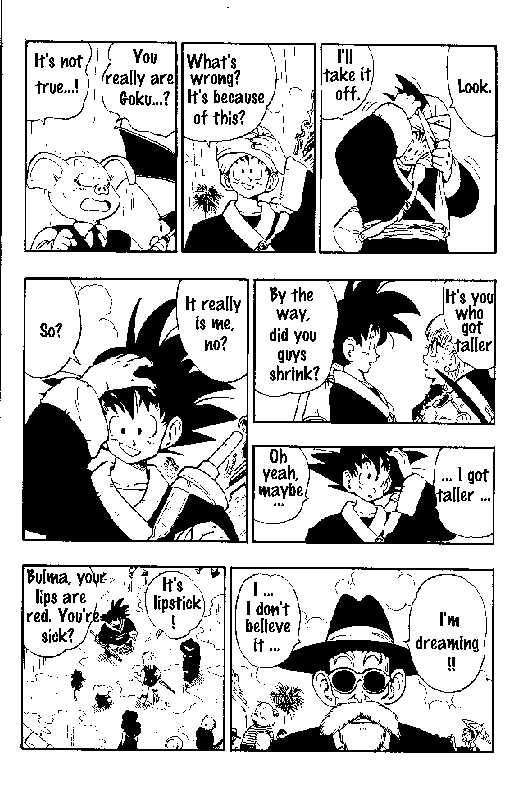 It's not
true...!
You
really are
Goku...?
What's
wrong?
It's because
of this?
I'll
take it
off.
Look.
So?
It really
is me,
no?
By the
way,
did you
guys
shrink?
It's you
who
got
taller
Oh
yeah,
maybe
...
... I got
taller ...
Bulma, your
lips are
red. You're
sick?
It's
lipstick
!
I ...
I don't
believe
it ...
I'm
dreaming
!!